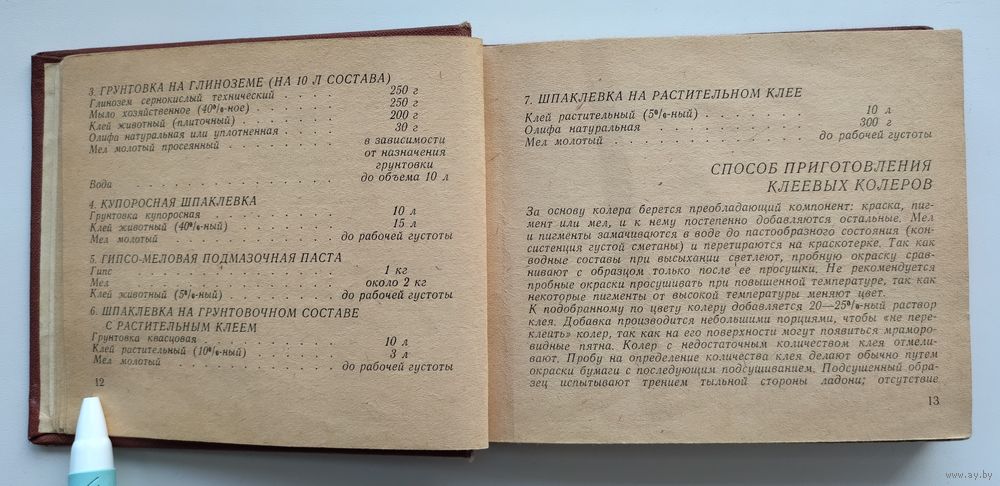 3. ГРУНТОВКА НА ГЛИНОЗЕМЕ (НА 10 Л СОСТАВА)
Глинозем сернокислый технический . . . . . 250 г
Мыло хозяйственное (40%-ное) . . . . . 250 г
Клей животный (плиточный) . . . . . 200 г
Олифа натуральная или уплотненная . . . . . 30 г
Мел молотый просеянный . . . . . в зависимости
от назначения
грунтовки
Вода . . . . . до объема 10 л
4. КУПОРОСНАЯ ШПАКЛЕВКА
Грунтовка купоросная . . . . . 10 л
Клей животный (40%-ный) . . . . . 15 л
Мел молотый . . . . . до рабочей густоты
5. ГИПСО-МЕЛОВАЯ ПОДМАЗОЧНАЯ ПАСТА
Гипс . . . . . 1 кг
Мел . . . . . около 2 кг
Клей животный (5%-ный) . . . . . до рабочей густоты
6. ШПАКЛЕВКА НА ГРУНТОВОЧНОМ СОСТАВЕ
С РАСТИТЕЛЬНЫМ КЛЕЕМ
Грунтовка квасцовая . . . . . 10 л
Клей растительный (10%-ный) . . . . . 3 л
Мел молотый . . . . . до рабочей густоты
12
7. ШПАКЛЕВКА НА РАСТИТЕЛЬНОМ КЛЕЕ
Клей растительный (5%-ный) . . . . . 10 л
Олифа натуральная . . . . . 300 г
Мел молотый . . . . . до рабочей густоты
СПОСОБ ПРИГОТОВЛЕНИЯ
КЛЕЕВЫХ КОЛЕРОВ
За основу колера берется преобладающий компонент: краска, пиг-
мент или мел, и к нему постепенно добавляются остальные. Мел
и пигменты замачиваются в воде до пастообразного состояния (кон-
систенция густой сметаны) и перетираются на краскотерке. Так как
водные составы при высыхании светлеют, пробную окраску срав-
нивают с образцом только после ее просушки. Не рекомендуется
пробные окраски просушивать при повышенной температуре, так как
некоторые пигменты от высокой температуры меняют цвет.
К подобранному по цвету колеру добавляется 20—25%-ный раствор
клея. Добавка производится небольшими порциями, чтобы «не пере-
клеить» колер, так как на его поверхности могут появиться мраморо-
видные пятна. Колер с недостаточным количеством клея отмели-
вают. Пробу на определение количества клея делают обычно путем
окраски бумаги с последующим подсушиванием. Подсушенный обра-
зец испытывают трением тыльной стороны ладони; отсутствие
13
www.ay.by